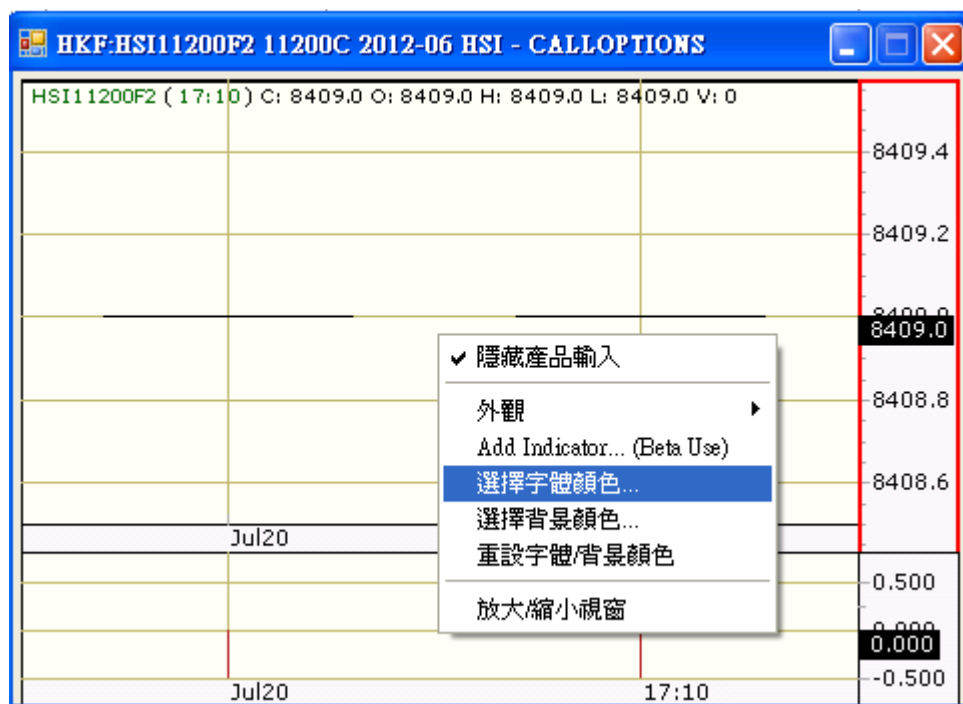 HKF:HSI11200F2 11200C 2012-06 HSI - CALLOPTIONS
HSI11200F2 ( 17:10 ) C: 8409.0 O: 8409.0 H: 8409.0 L: 8409.0 V: 0
8409.4
8409.2
8409.0
8408.8
8408.6
隱藏產品輸入
外觀
Add Indicator... (Beta Use)
選擇字體顏色...
選擇背景顏色...
重設字體/背景顏色
放大/縮小視窗
Jul20
0.500
0.000
-0.500
Jul20 17:10